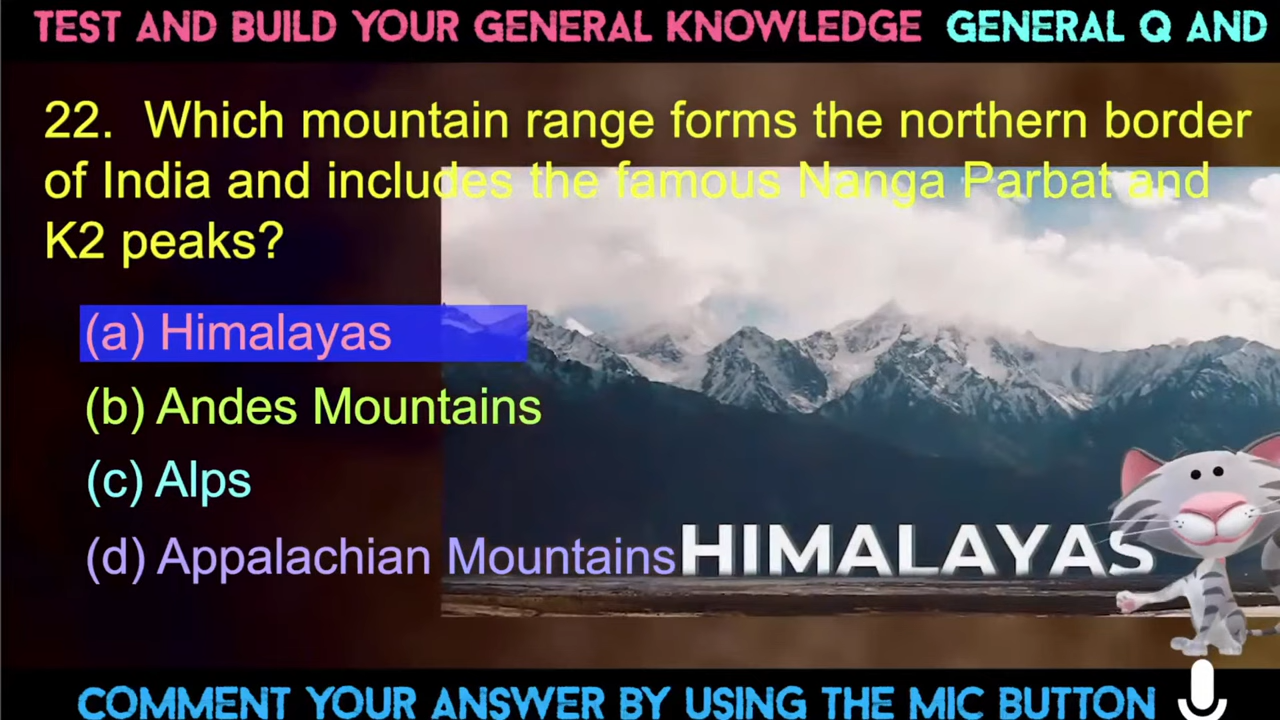 TEST AND BUILD YOUR GENERAL KNOWLEDGE GENERAL Q AND
22. Which mountain range forms the northern border
of India and includes the famous Nanga Parbat and
K2 peaks?
(a) Himalayas
(b) Andes Mountains
(c) Alps
(d) Appalachian Mountains
HIMALAYAS
COMMENT YOUR ANSWER BY USING THE MIC BUTTON